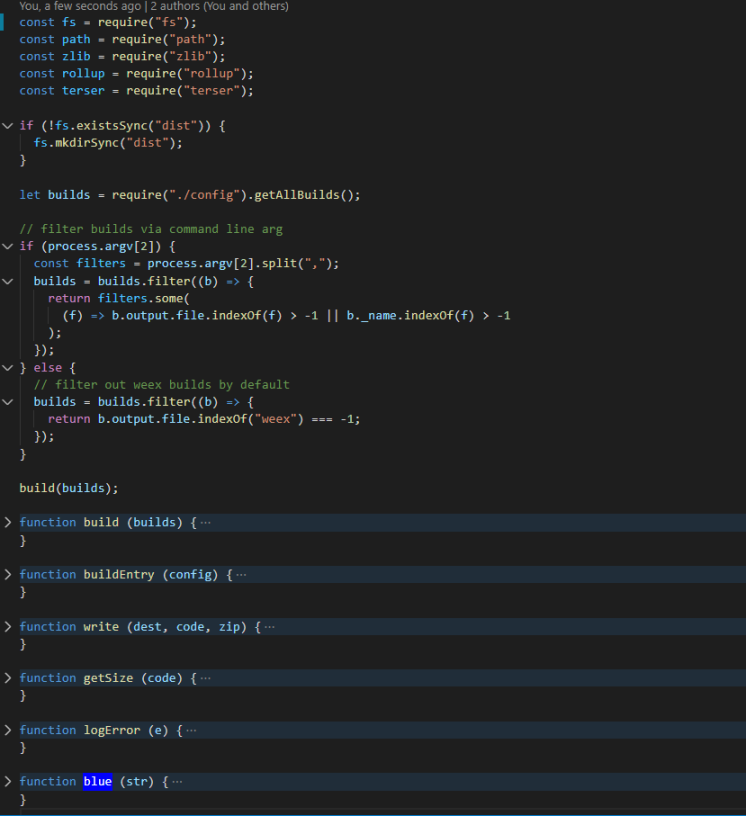 You, a few seconds ago | 2 authors (You and others)
const fs = require("fs");
const path = require("path");
const zlib = require("zlib");
const rollup = require("rollup");
const terser = require("terser");
if (!fs.existsSync("dist")) {
fs.mkdirSync("dist");
}
let builds = require("./config").getAllBuilds();
// filter builds via command line arg
if (process.argv[2]) {
const filters = process.argv[2].split(",");
builds = builds.filter((b) => {
return filters.some(
(f) => b.output.file.indexOf(f) > -1 || b._name.indexOf(f) > -1
);
});
} else {
// filter out weex builds by default
builds = builds.filter((b) => {
return b.output.file.indexOf("weex") === -1;
});
}
build(builds);
function build (builds) {⋯
}
function buildEntry (config) {⋯
}
function write (dest, code, zip) {⋯
}
function getSize (code) {⋯
}
function logError (e) {⋯
}
function blue (str) {⋯
}